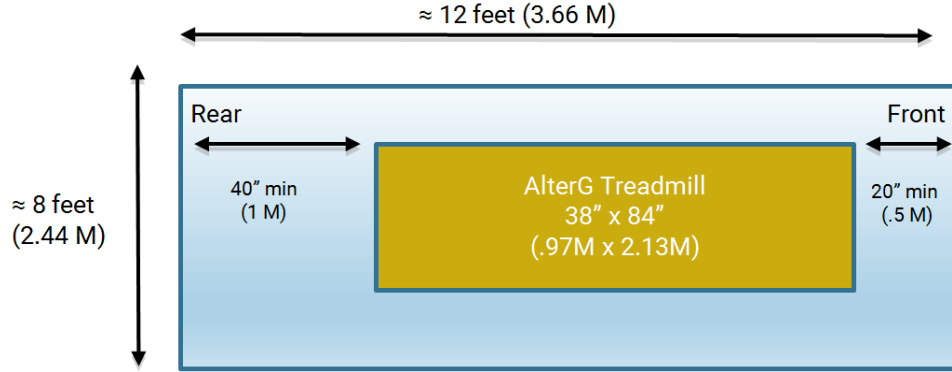 ≈ 12 feet (3.66 M)
Rear
Front
40” min
(1 M)
AlterG Treadmill
38” x 84”
(.97M x 2.13M)
20” min
(.5 M)
≈ 8 feet
(2.44 M)